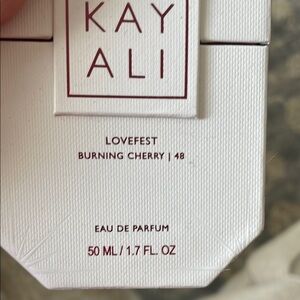 KAY
ALI
LOVEFEST
BURNING CHERRY | 48
EAU DE PARFUM
50 ML / 1.7 FL. OZ